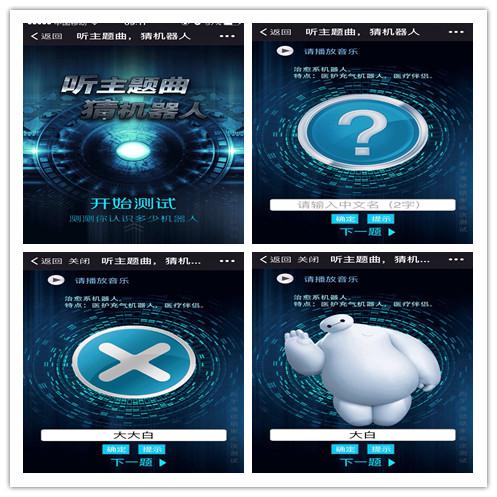 09:41
返回 听主题曲，猜机器人
听主题曲
猜机器人
开始测试
测测你认识多少机器人
返回 听主题曲，猜机器人
请播放音乐
治愈系机器人，
特点：医护充气机器人，医疗伴侣。
?
请输入中文名（2字）
确定 提示
下一题
返回 关闭 听主题曲，猜机...
请播放音乐
治愈系机器人，
特点：医护充气机器人，医疗伴侣。
大大白
确定 提示
下一题
返回 关闭 听主题曲，猜机...
请播放音乐
治愈系机器人，
特点：医护充气机器人，医疗伴侣。
大白
确定 提示
下一题